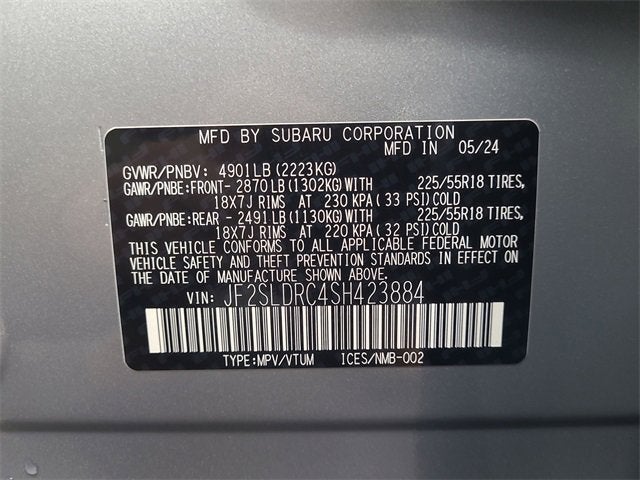 MFD BY SUBARU CORPORATION
MFD IN 05/24
GVWR/PNBV: 4901LB (2223KG)
GAWR/PNBE:FRONT- 2870LB(1302KG)WITH 225/55R18 TIRES,
18X7J RIMS AT 230 KPA(33 PSI)COLD
GAWR/PNBE:REAR -2491LB(1130KG)WITH 225/55R18 TIRES,
18X7J RIMS AT 220 KPA(32 PSI)COLD
THIS VEHICLE CONFORMS TO ALL APPLICABLE FEDERAL MOTOR
VEHICLE SAFETY AND THEFT PREVENTION STANDARDS IN EFFECT ON
THE DATE OF MANUFACTURE SHOWN ABOVE.
VIN: JF2SLDRC4SH423884
TYPE:MPV/VTUM ICES/NMB-002